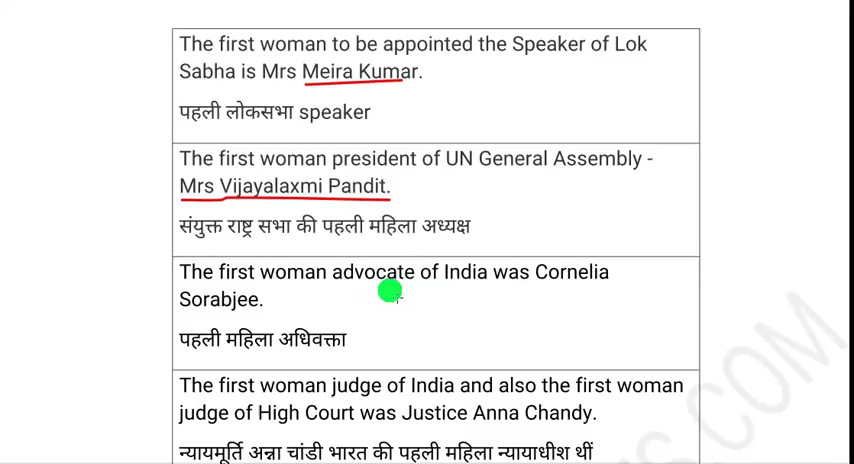 The first woman to be appointed the Speaker of Lok
Sabha is Mrs Meira Kumar.
पहली लोकसभा speaker
The first woman president of UN General Assembly -
Mrs Vijayalaxmi Pandit.
संयुक्त राष्ट्र सभा की पहली महिला अध्यक्ष
The first woman advocate of India was Cornelia
Sorabjee.
पहली महिला अधिवक्ता
The first woman judge of India and also the first woman
judge of High Court was Justice Anna Chandy.
न्यायमूर्ति अन्ना चांडी भारत की पहली महिला न्यायाधीश थीं